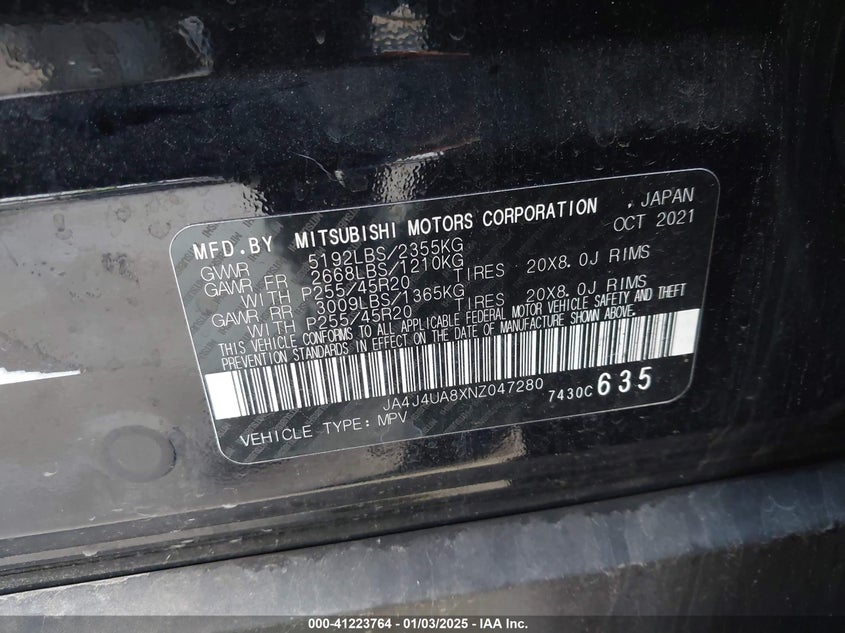 MFD.BY MITSUBISHI MOTORS CORPORATION , JAPAN
OCT 2021
GVWR 5192LBS/2355KG
GAWR FR 2668LBS/1210KG
WITH P255/45R20 TIRES 20X8.0J RIMS
GAWR RR 3009LBS/1365KG
WITH P255/45R20 TIRES 20X8.0J RIMS
THIS VEHICLE CONFORMS TO ALL APPLICABLE FEDERAL MOTOR VEHICLE SAFETY AND THEFT
PREVENTION STANDARDS IN EFFECT ON THE DATE OF MANUFACTURE SHOWN ABOVE.
JA4J4UA8XNZ047280 7430C 635
VEHICLE TYPE: MPV
000-41223764 - 01/03/2025 - IAA Inc.